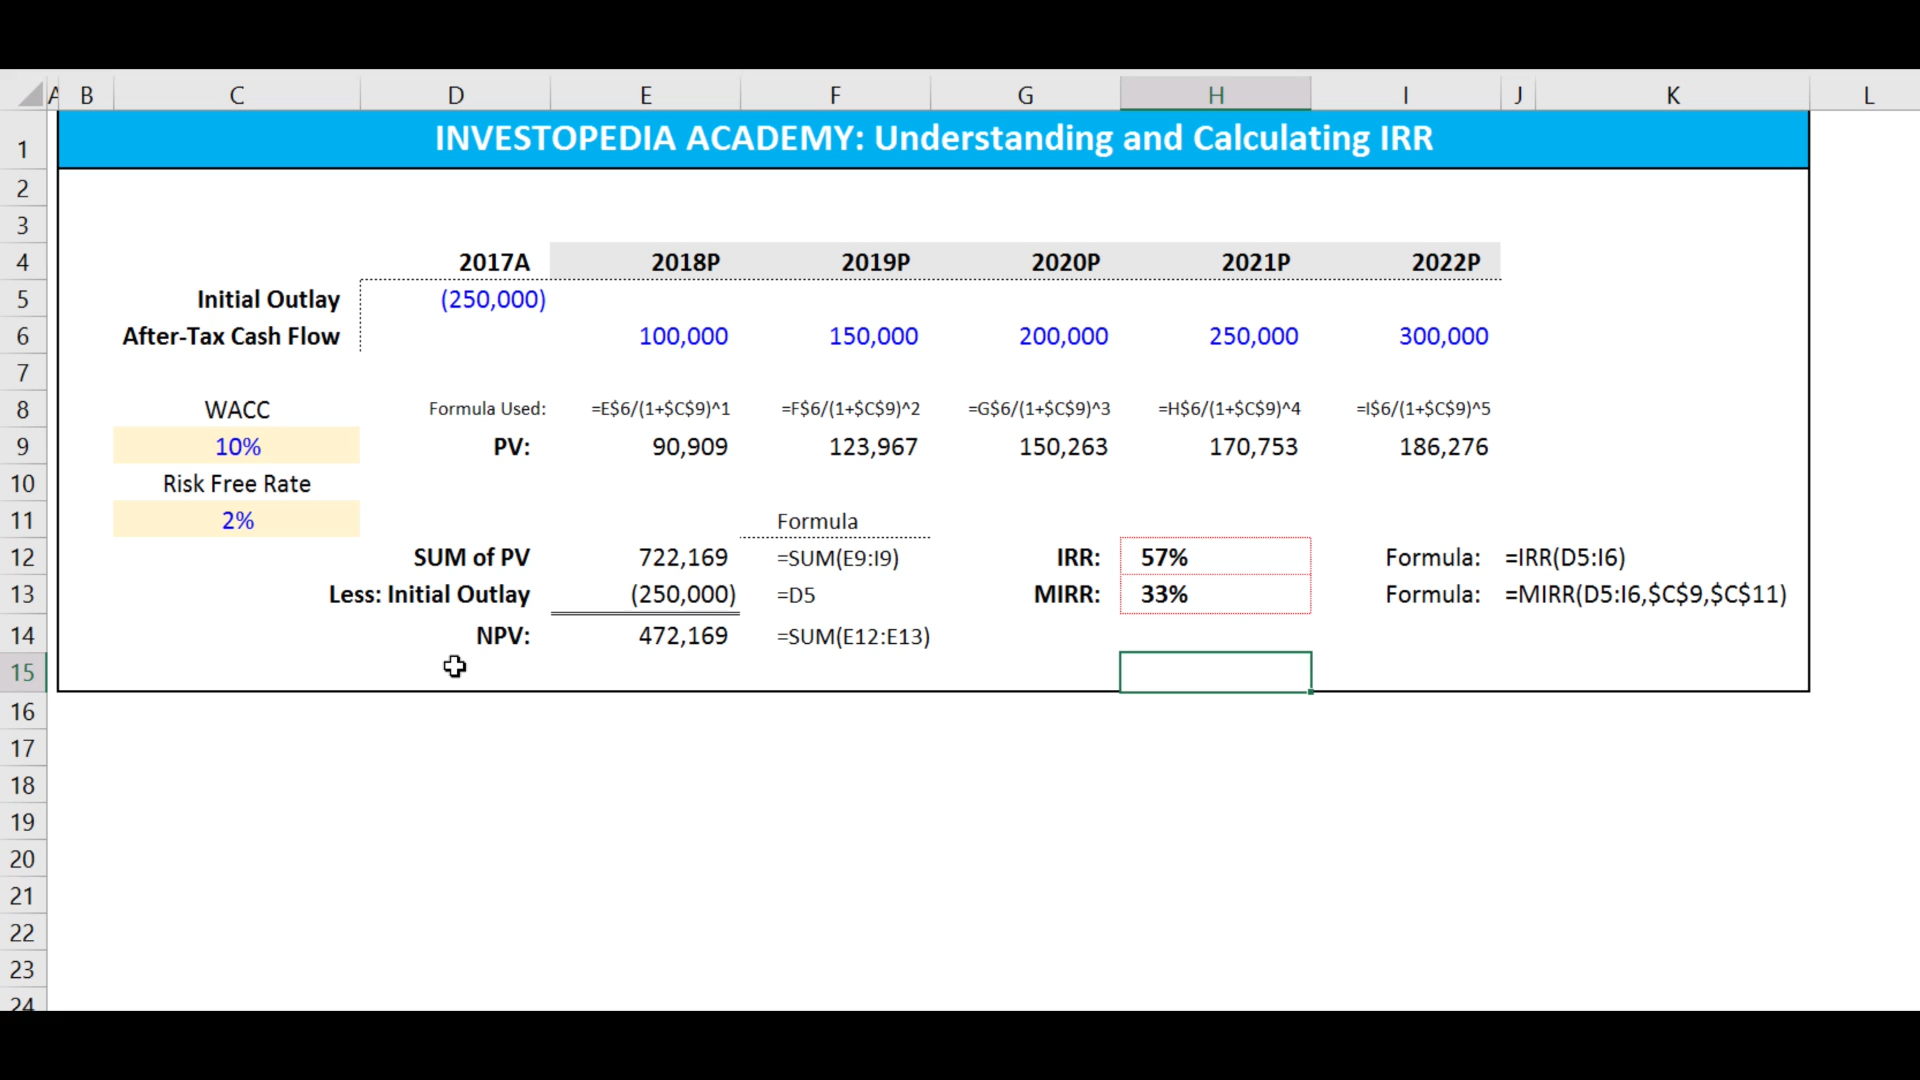 A B C D E F G H I J K L
1 INVESTOPEDIA ACADEMY: Understanding and Calculating IRR
2
3
4 2017A 2018P 2019P 2020P 2021P 2022P
5 Initial Outlay (250,000)
6 After-Tax Cash Flow 100,000 150,000 200,000 250,000 300,000
7
8 WACC Formula Used: =E$6/(1+$C$9)^1 =F$6/(1+$C$9)^2 =G$6/(1+$C$9)^3 =H$6/(1+$C$9)^4 =I$6/(1+$C$9)^5
9 10% PV: 90,909 123,967 150,263 170,753 186,276
10 Risk Free Rate
11 2% Formula
12 SUM of PV 722,169 =SUM(E9:I9) IRR: 57% Formula: =IRR(D5:I6)
13 Less: Initial Outlay (250,000) =D5 MIRR: 33% Formula: =MIRR(D5:I6,$C$9,$C$11)
14 NPV: 472,169 =SUM(E12:E13)
15
16
17
18
19
20
21
22
23
24